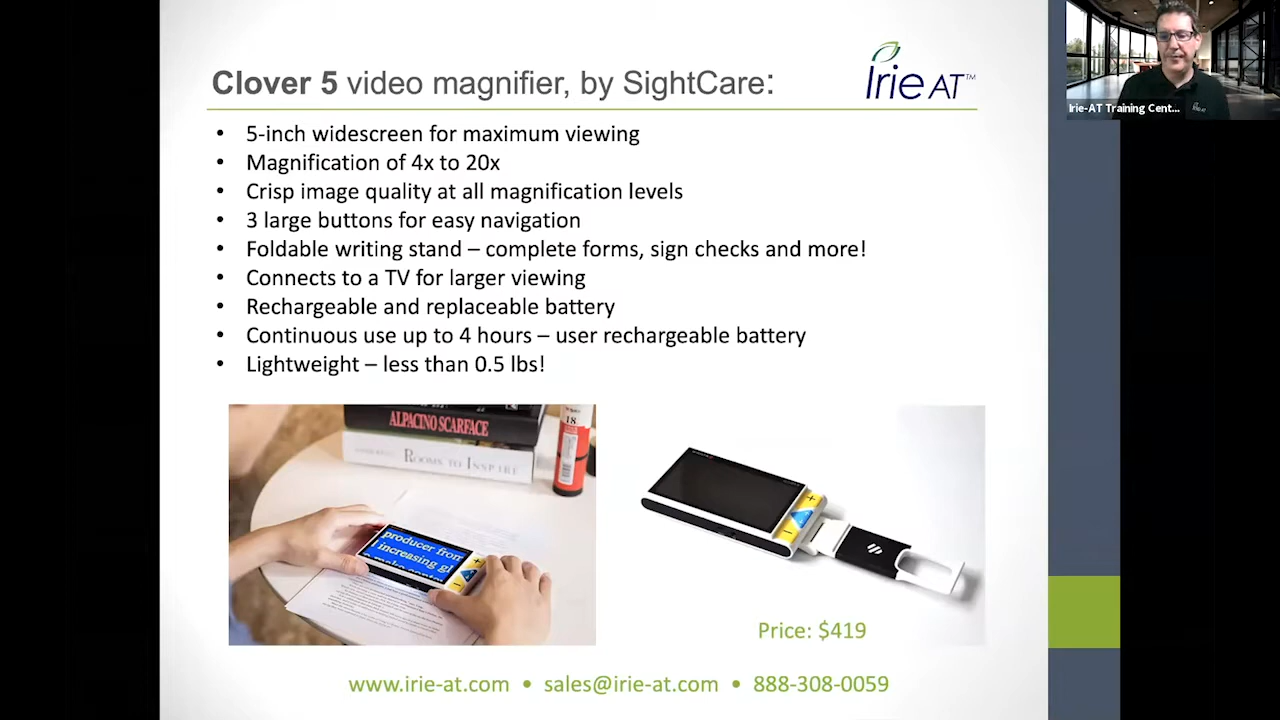 Clover 5 video magnifier, by SightCare:
Irie AT™
Irie-AT Training Cent...
• 5-inch widescreen for maximum viewing
• Magnification of 4x to 20x
• Crisp image quality at all magnification levels
• 3 large buttons for easy navigation
• Foldable writing stand – complete forms, sign checks and more!
• Connects to a TV for larger viewing
• Rechargeable and replaceable battery
• Continuous use up to 4 hours – user rechargeable battery
• Lightweight – less than 0.5 lbs!
ALPACINO SCARFACE
18
ROOMS TO INSPIRE
producer from
increasing gl
Price: $419
www.irie-at.com • sales@irie-at.com • 888-308-0059